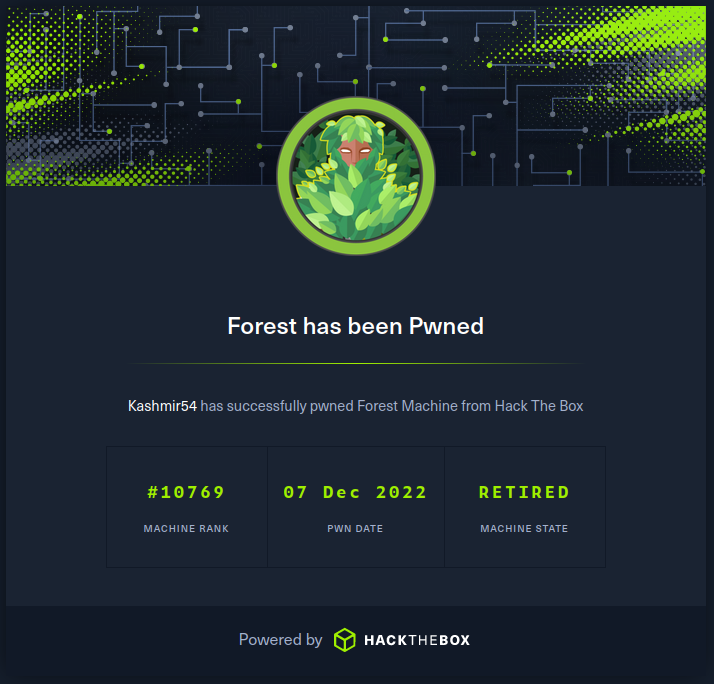 Forest has been Pwned
Kashmir54 has successfully pwned Forest Machine from Hack The Box
#10769 07 Dec 2022 RETIRED
MACHINE RANK PWN DATE MACHINE STATE
Powered by HACKTHEBOX